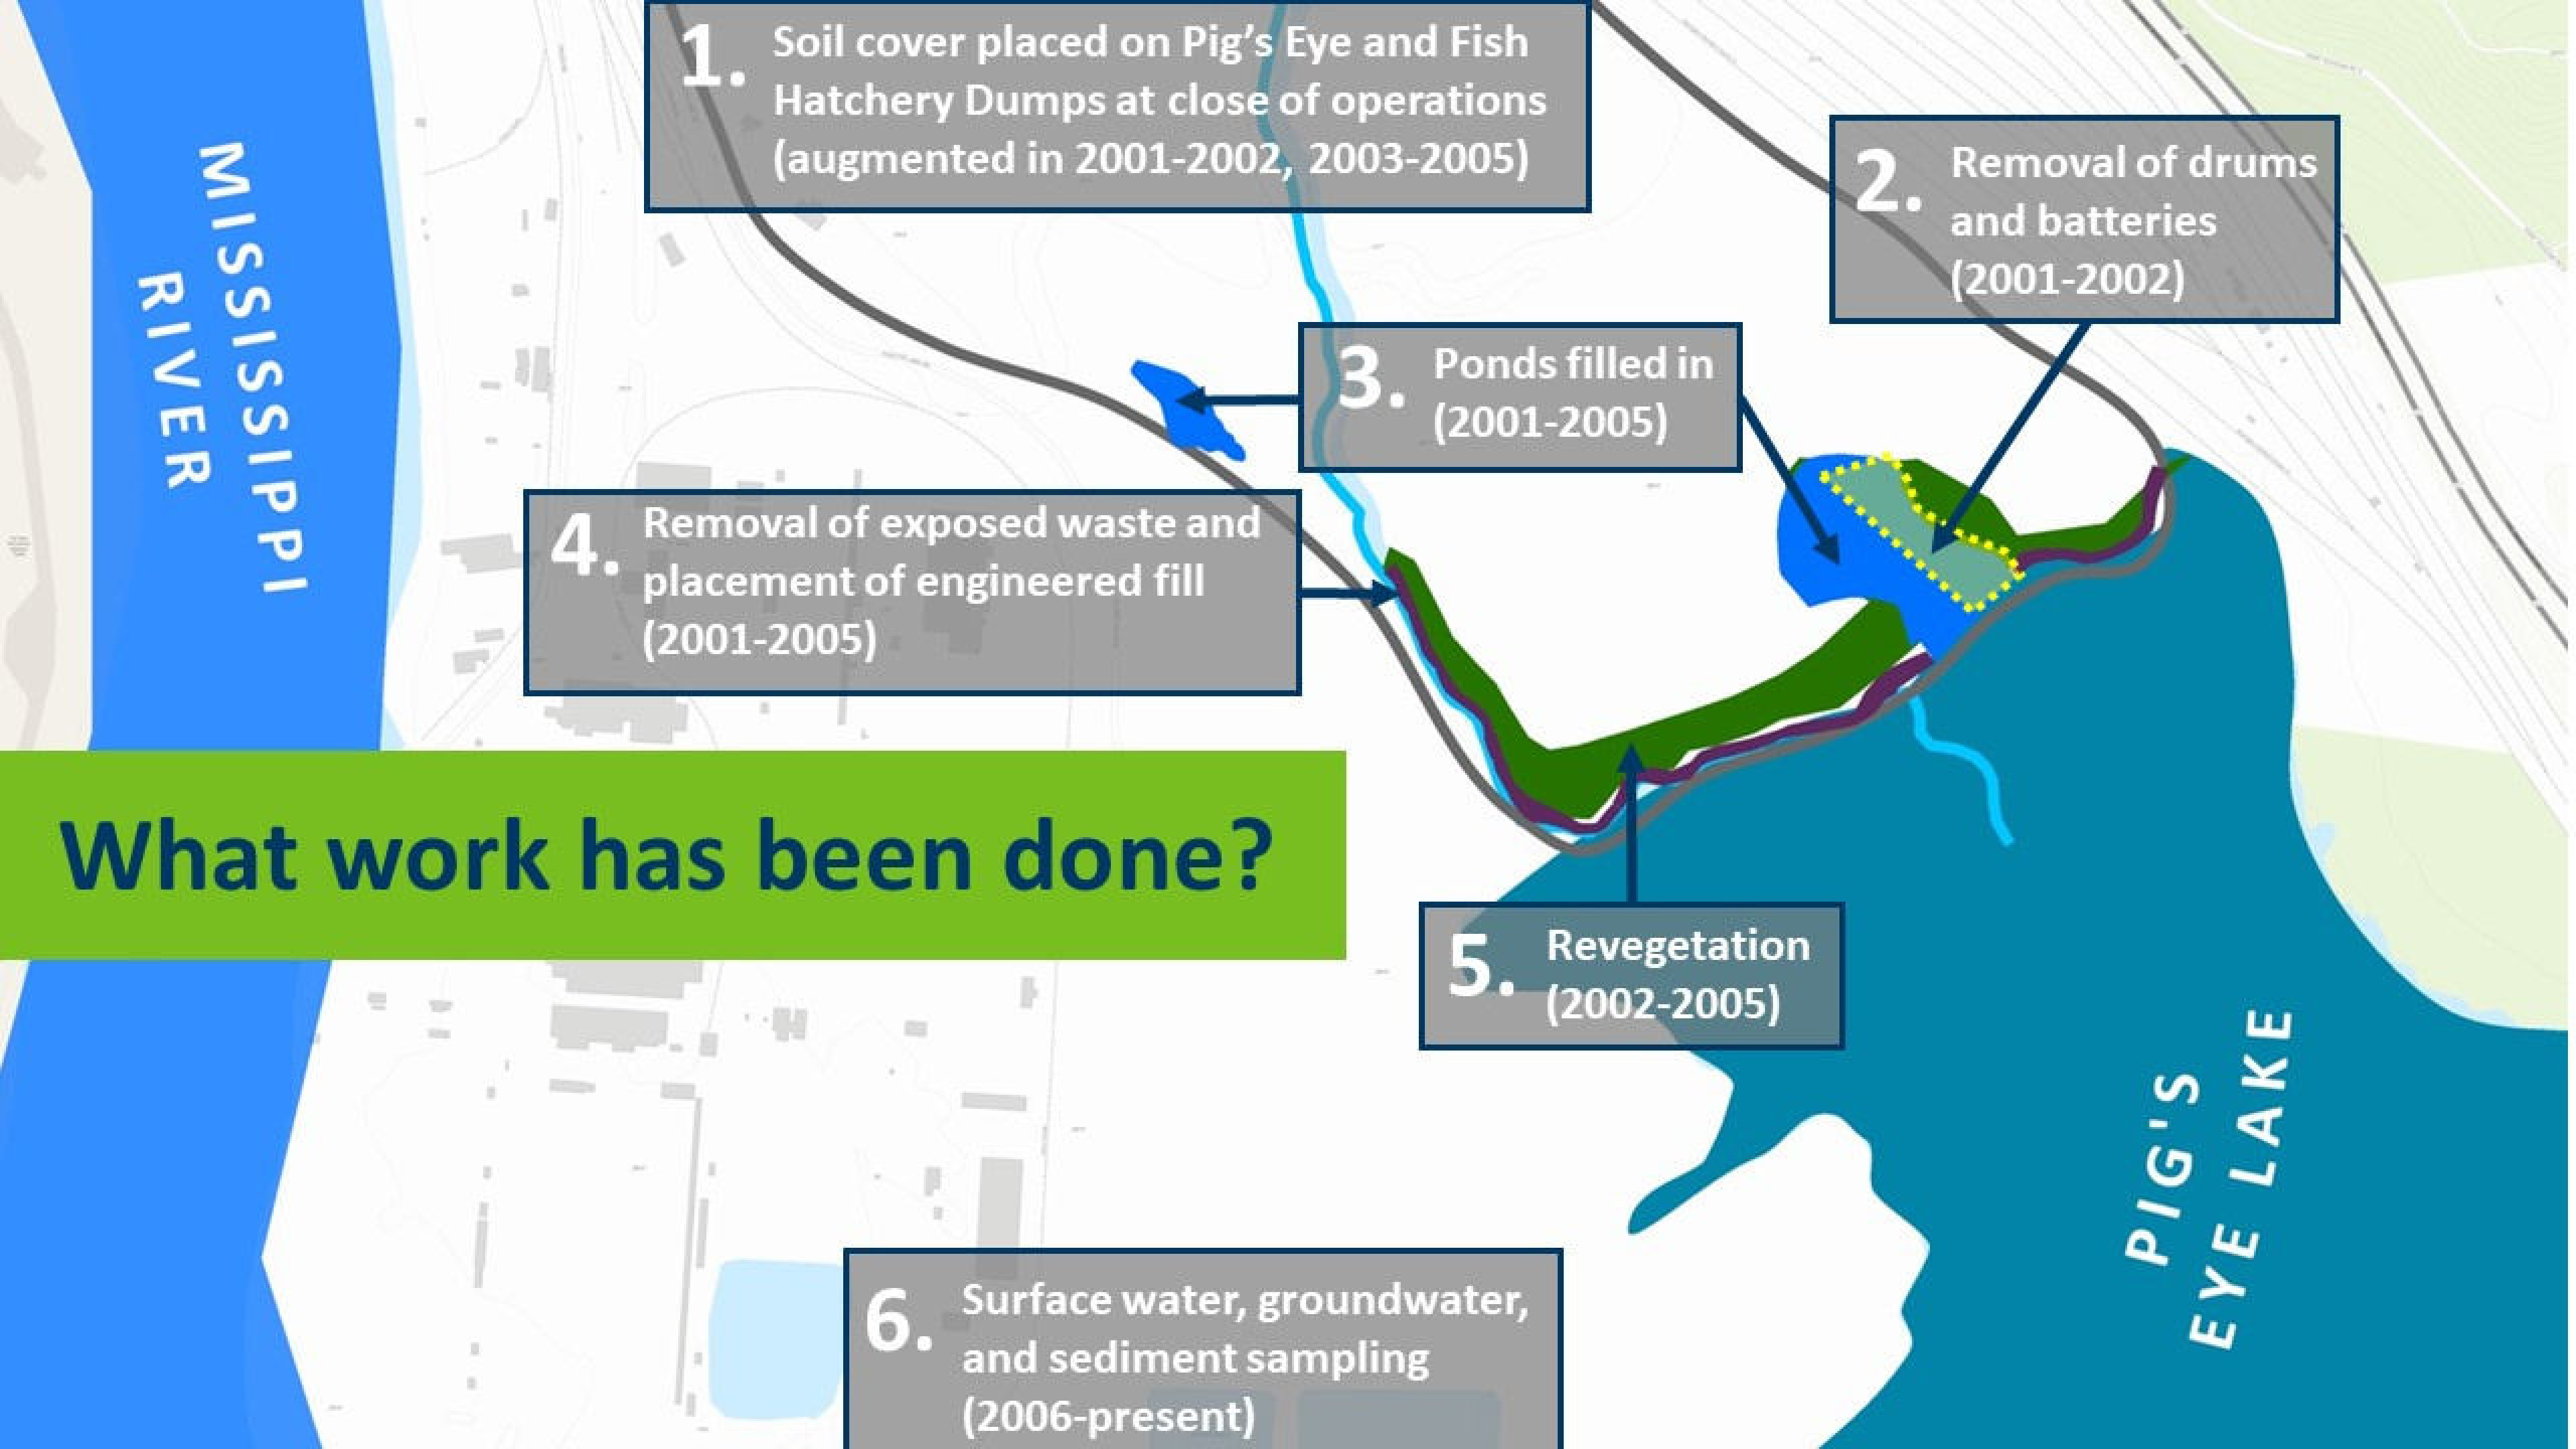 1. Soil cover placed on Pig's Eye and Fish
Hatchery Dumps at close of operations
(augmented in 2001-2002, 2003-2005)
2. Removal of drums
and batteries
(2001-2002)
3. Ponds filled in
(2001-2005)
4. Removal of exposed waste and
placement of engineered fill
(2001-2005)
MISSISSIPPI
RIVER
What work has been done?
5. Revegetation
(2002-2005)
PIG'S
EYE LAKE
6. Surface water, groundwater,
and sediment sampling
(2006-present)